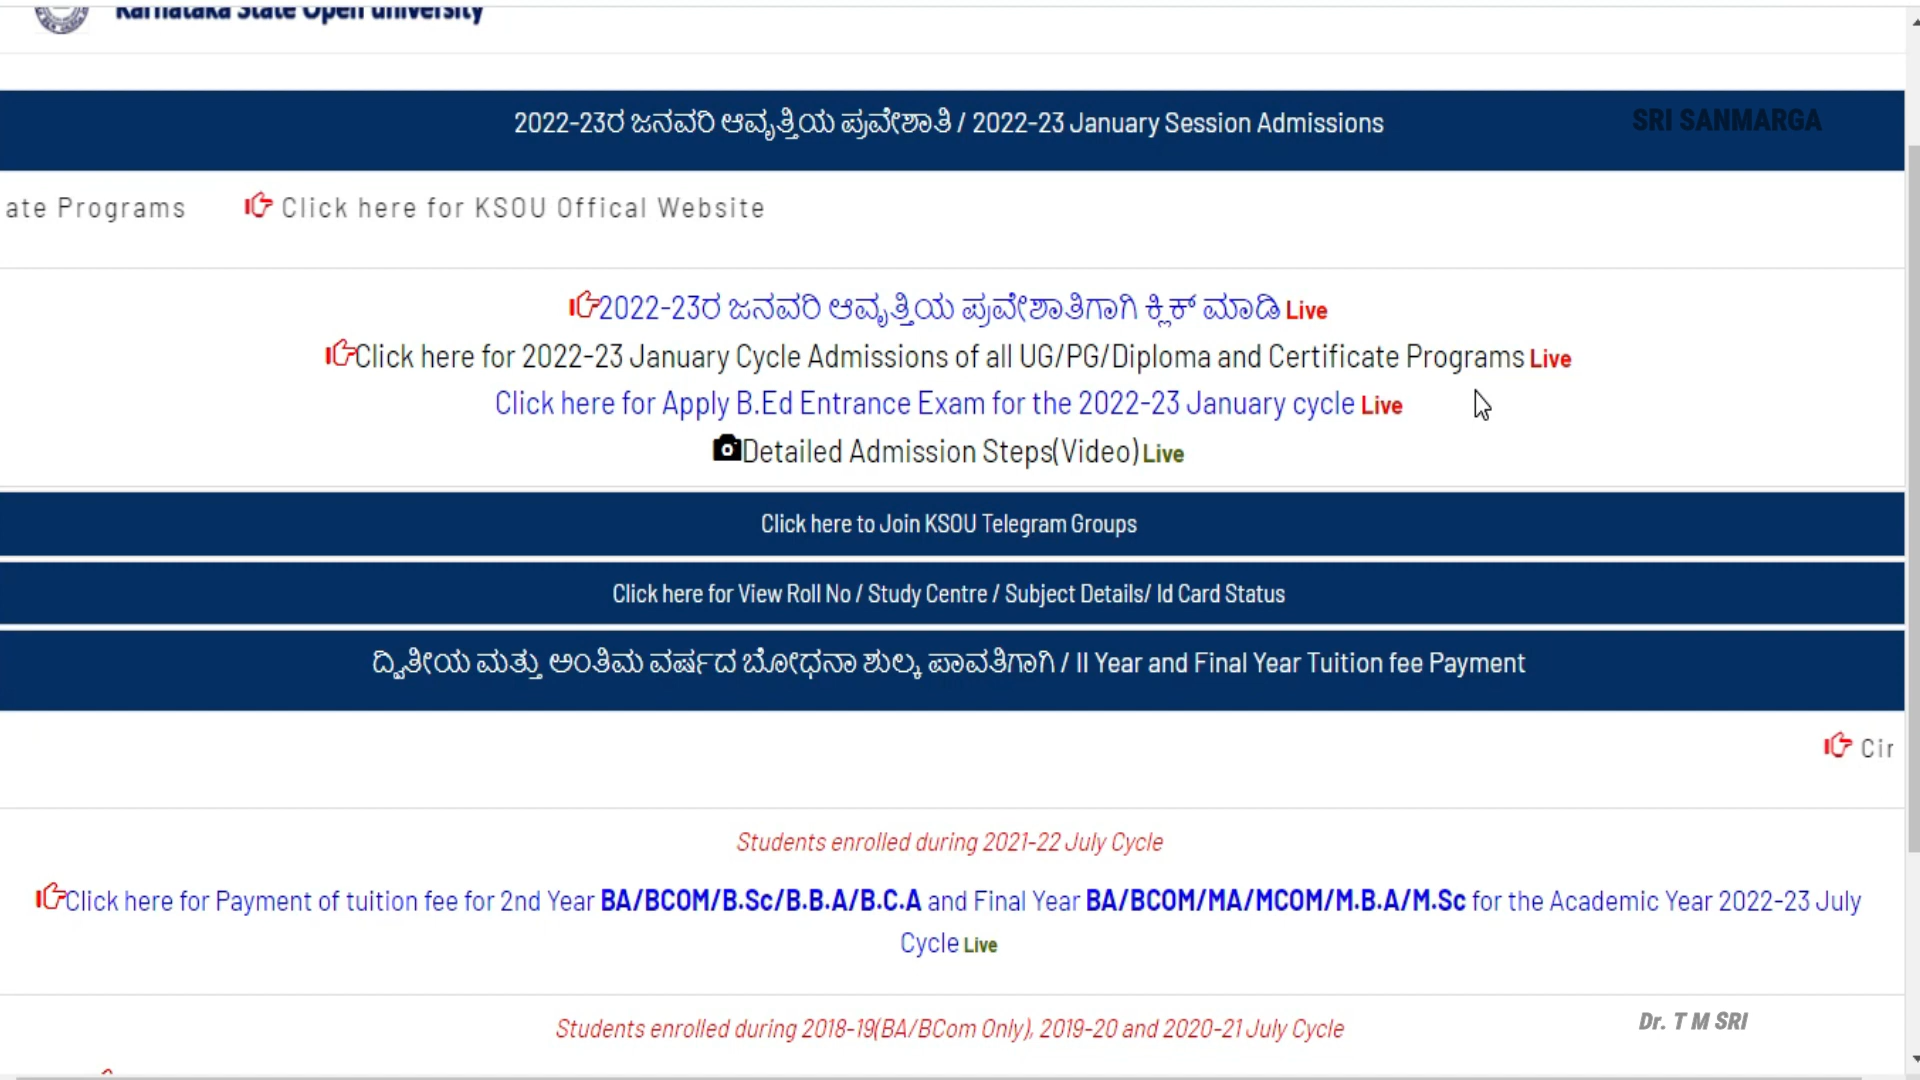 Karnataka State Open University
2022-23ರ ಜನವರಿ ಆವೃತ್ತಿಯ ಪ್ರವೇಶಾತಿ / 2022-23 January Session Admissions
SRI SANMARGA
ate Programs Click here for KSOU Offical Website
2022-23ರ ಜನವರಿ ಆವೃತ್ತಿಯ ಪ್ರವೇಶಾತಿಗಾಗಿ ಕ್ಲಿಕ್ ಮಾಡಿ Live
Click here for 2022-23 January Cycle Admissions of all UG/PG/Diploma and Certificate Programs Live
Click here for Apply B.Ed Entrance Exam for the 2022-23 January cycle Live
Detailed Admission Steps(Video) Live
Click here to Join KSOU Telegram Groups
Click here for View Roll No / Study Centre / Subject Details/ Id Card Status
ದ್ವಿತೀಯ ಮತ್ತು ಅಂತಿಮ ವರ್ಷದ ಬೋಧನಾ ಶುಲ್ಕ ಪಾವತಿಗಾಗಿ / II Year and Final Year Tuition fee Payment
Cir
Students enrolled during 2021-22 July Cycle
Click here for Payment of tuition fee for 2nd Year BA/BCOM/B.Sc/B.B.A/B.C.A and Final Year BA/BCOM/MA/MCOM/M.B.A/M.Sc for the Academic Year 2022-23 July
Cycle Live
Students enrolled during 2018-19(BA/BCom Only), 2019-20 and 2020-21 July Cycle
Dr. T M SRI